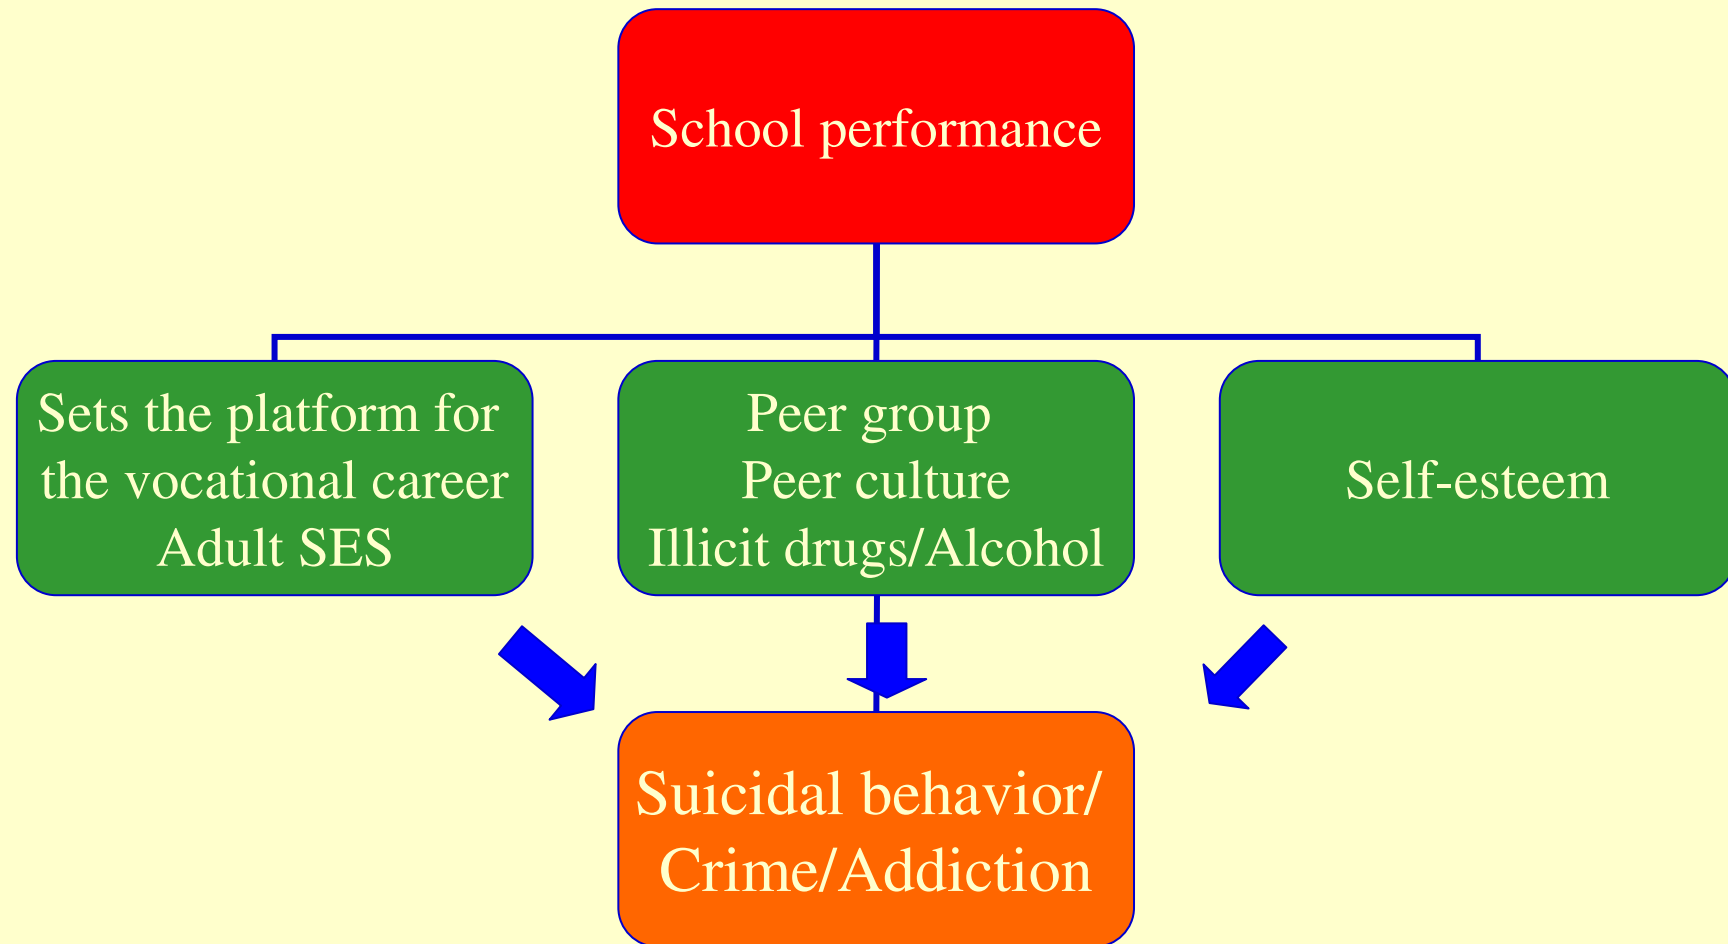 School performance
Sets the platform for
the vocational career
Adult SES
Peer group
Peer culture
Illicit drugs/Alcohol
Self-esteem
Suicidal behavior/
Crime/Addiction